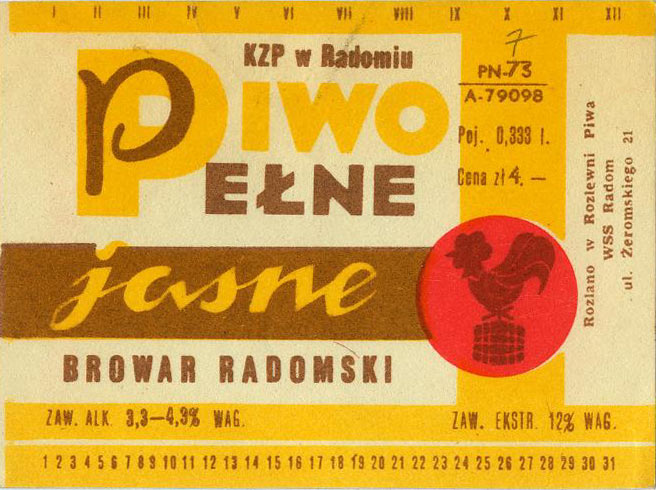 I II III IV V VI VII VIII IX X XI XII
KZP w Radomiu
PIWO
PEŁNE
jasne
BROWAR RADOMSKI
7
PN-73
A-79098
Poj. 0,333 l.
Cena zł 4. —
Rozlano w Rozlewni Piwa
WSS Radom
ul. Żeromskiego 21
ZAW. ALK. 3,3—4,3% WAG.
ZAW. EKSTR. 12% WAG.
1 2 3 4 5 6 7 8 9 10 11 12 13 14 15 16 17 18 19 20 21 22 23 24 25 26 27 28 29 30 31